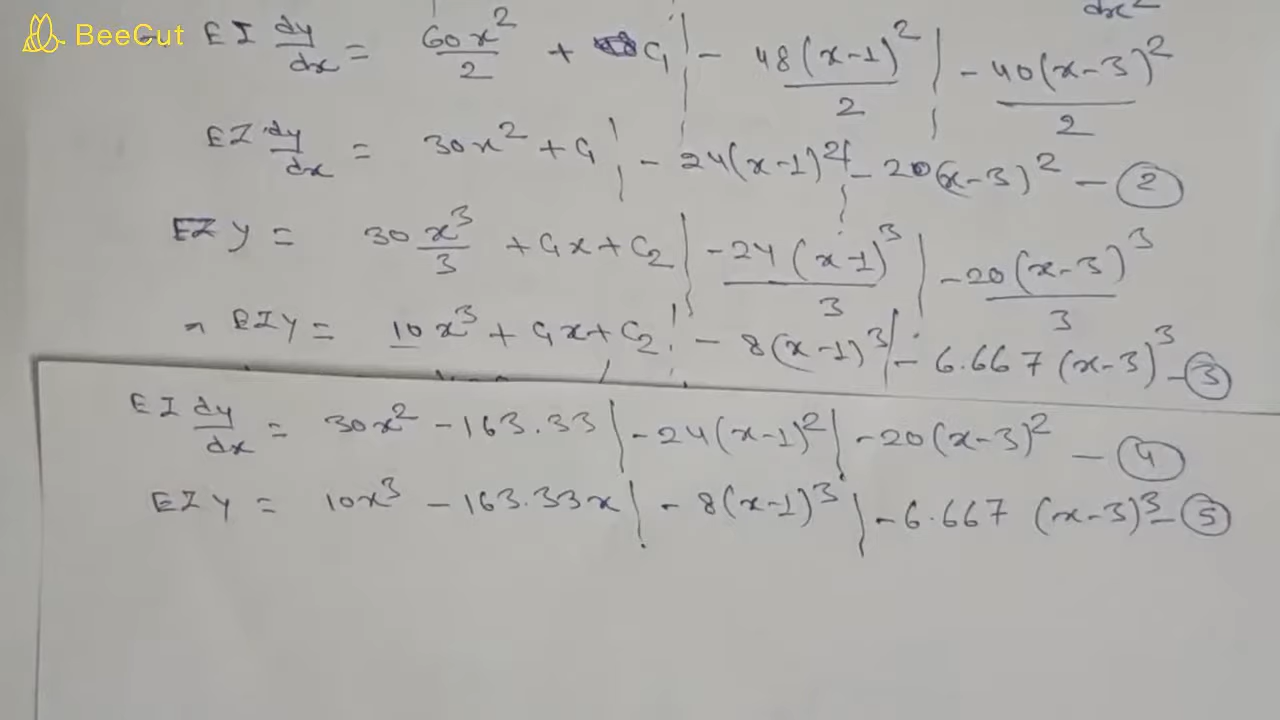 BeeCut
dx²
EI dy/dx = 60x²/2 + C₁ | - 48(x-1)²/2 | - 40(x-3)²/2
EI dy/dx = 30x² + C₁ | - 24(x-1)² | - 20(x-3)² - ②
EI Y = 30 x³/3 + C₁x + C₂ | - 24(x-1)³/3 | - 20(x-3)³/3
EIY = 10x³ + C₁x + C₂ | - 8(x-1)³ | - 6.667 (x-3)³ - ③
EI dy/dx = 30x² - 163.33 | - 24(x-1)² | - 20(x-3)² - ④
EI Y = 10x³ - 163.33x | - 8(x-1)³ | - 6.667 (x-3)³ - ⑤